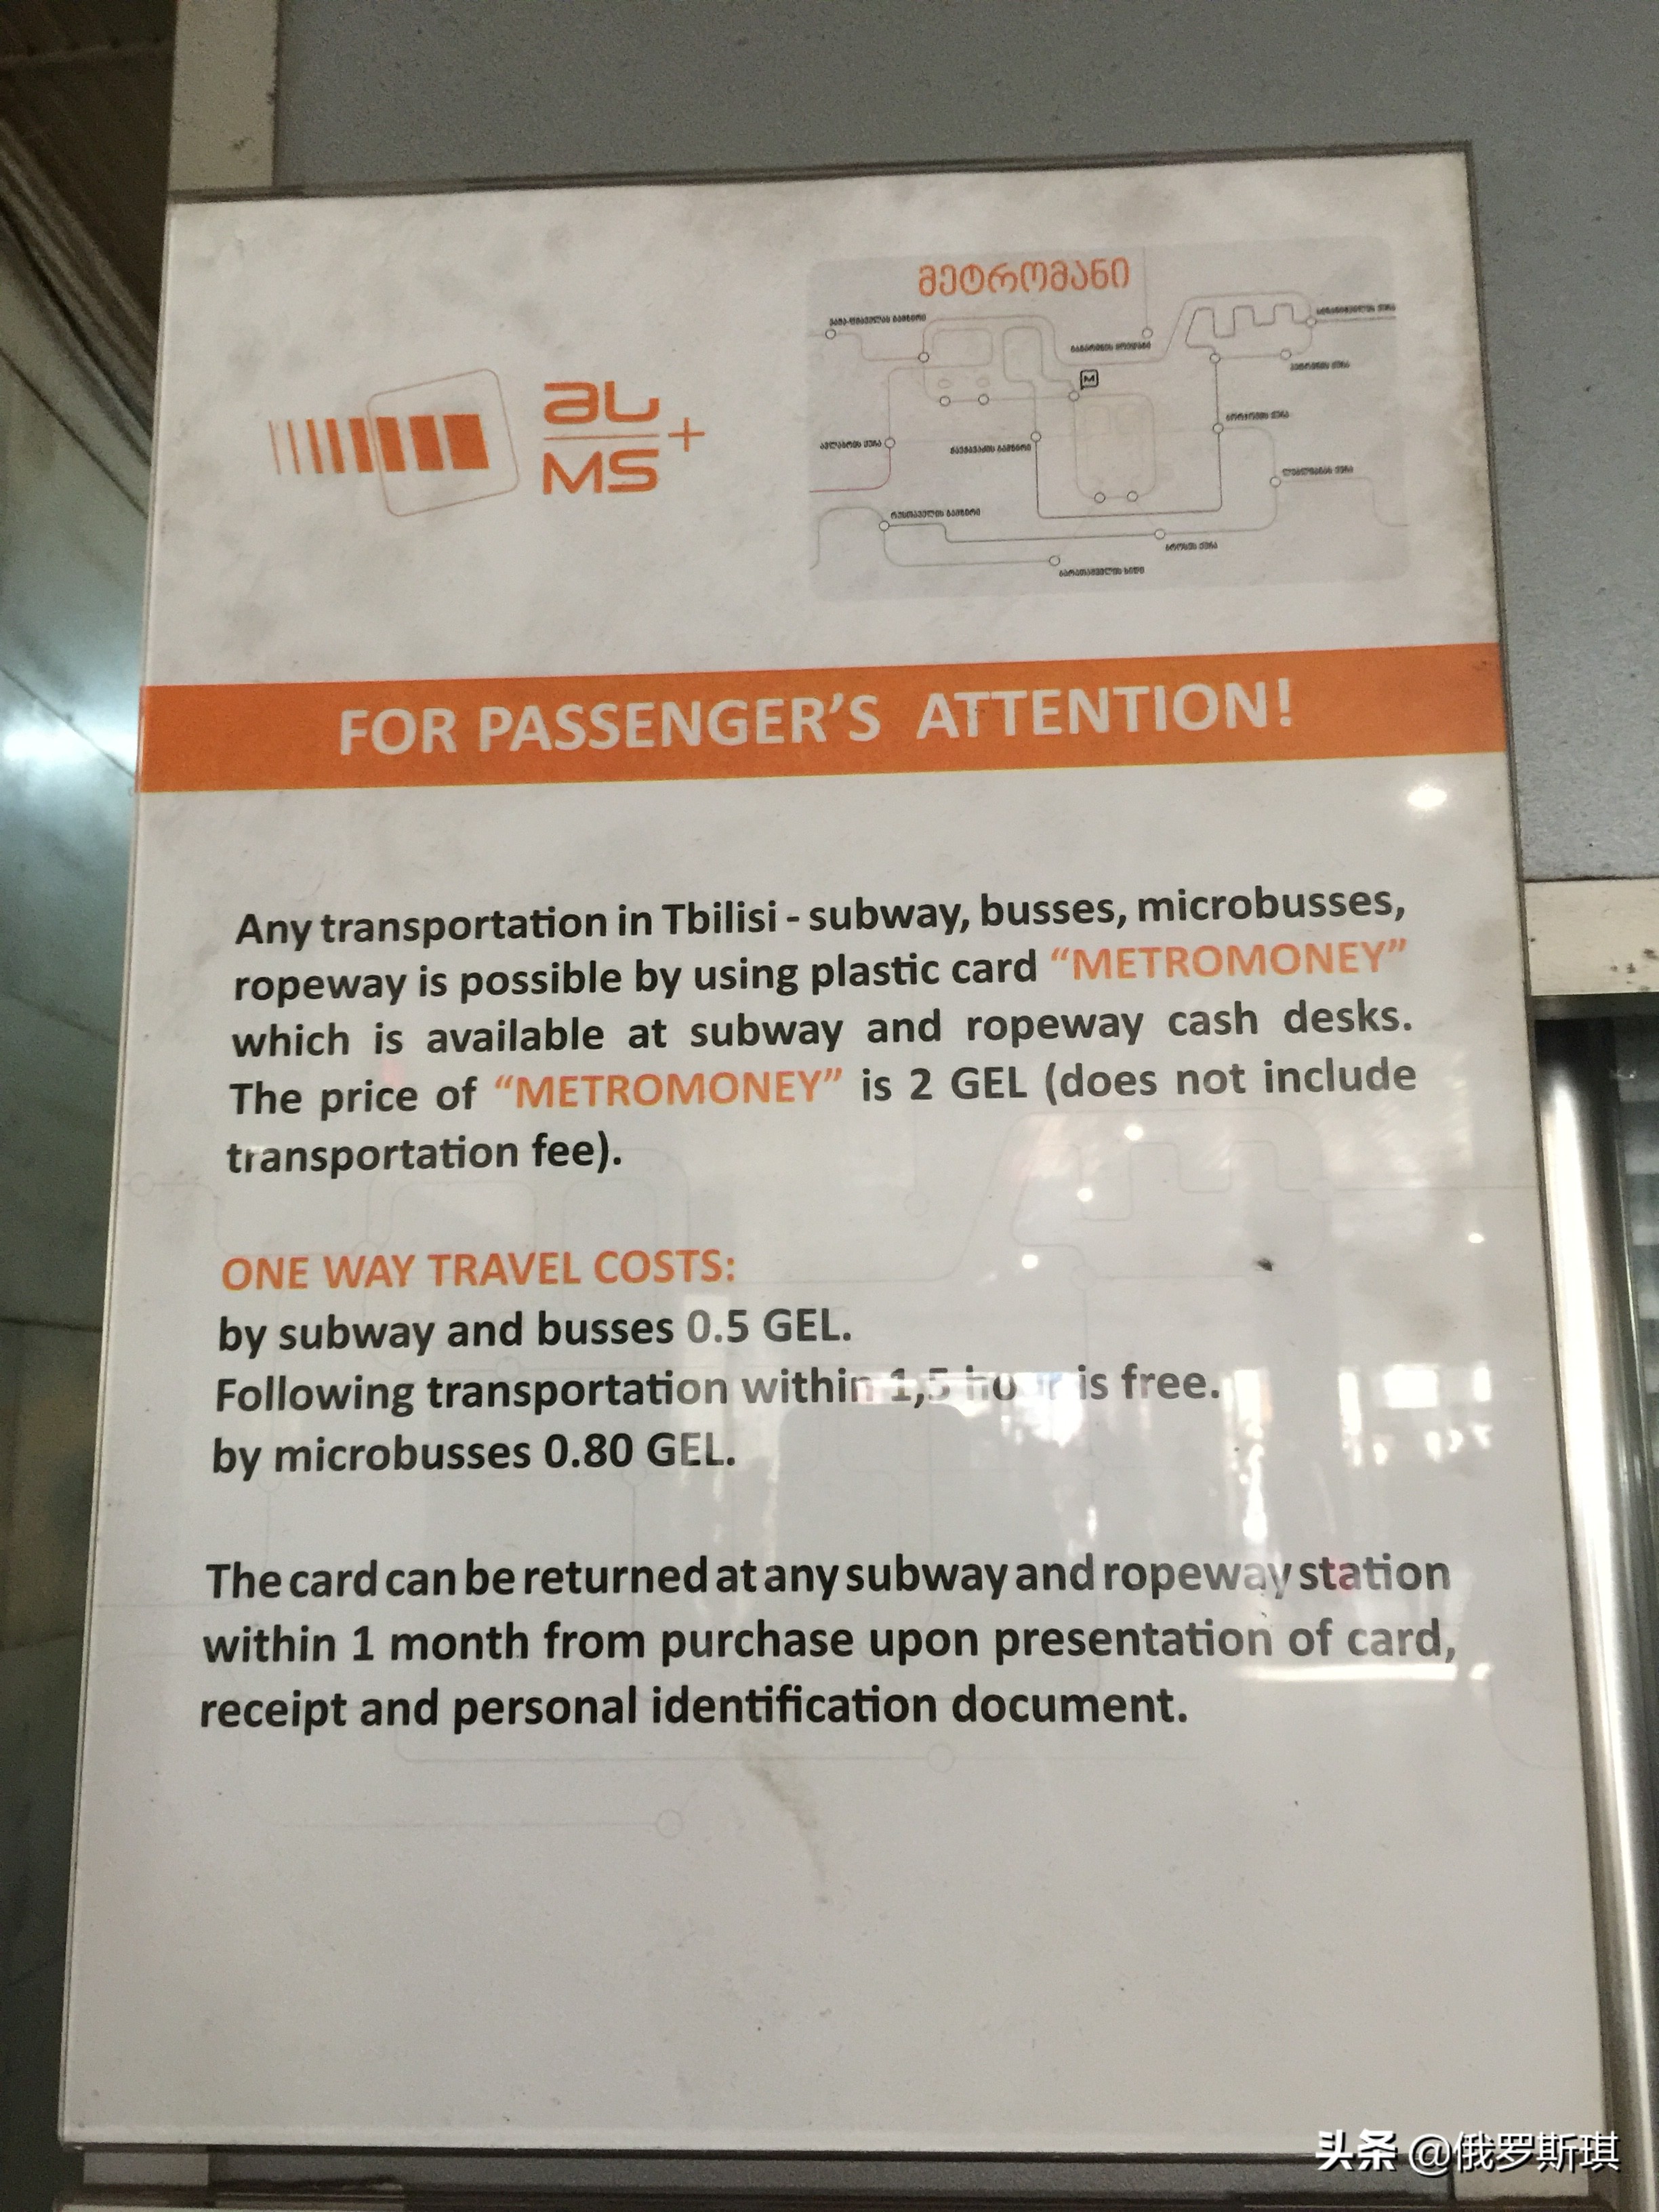 მეტრომანი
მს
MS+
FOR PASSENGER'S ATTENTION!
Any transportation in Tbilisi - subway, busses, microbusses,
ropeway is possible by using plastic card “METROMONEY”
which is available at subway and ropeway cash desks.
The price of “METROMONEY” is 2 GEL (does not include
transportation fee).
ONE WAY TRAVEL COSTS:
by subway and busses 0.5 GEL.
Following transportation within 1,5 hour is free.
by microbusses 0.80 GEL.
The card can be returned at any subway and ropeway station
within 1 month from purchase upon presentation of card,
receipt and personal identification document.
头条 @俄罗斯琪